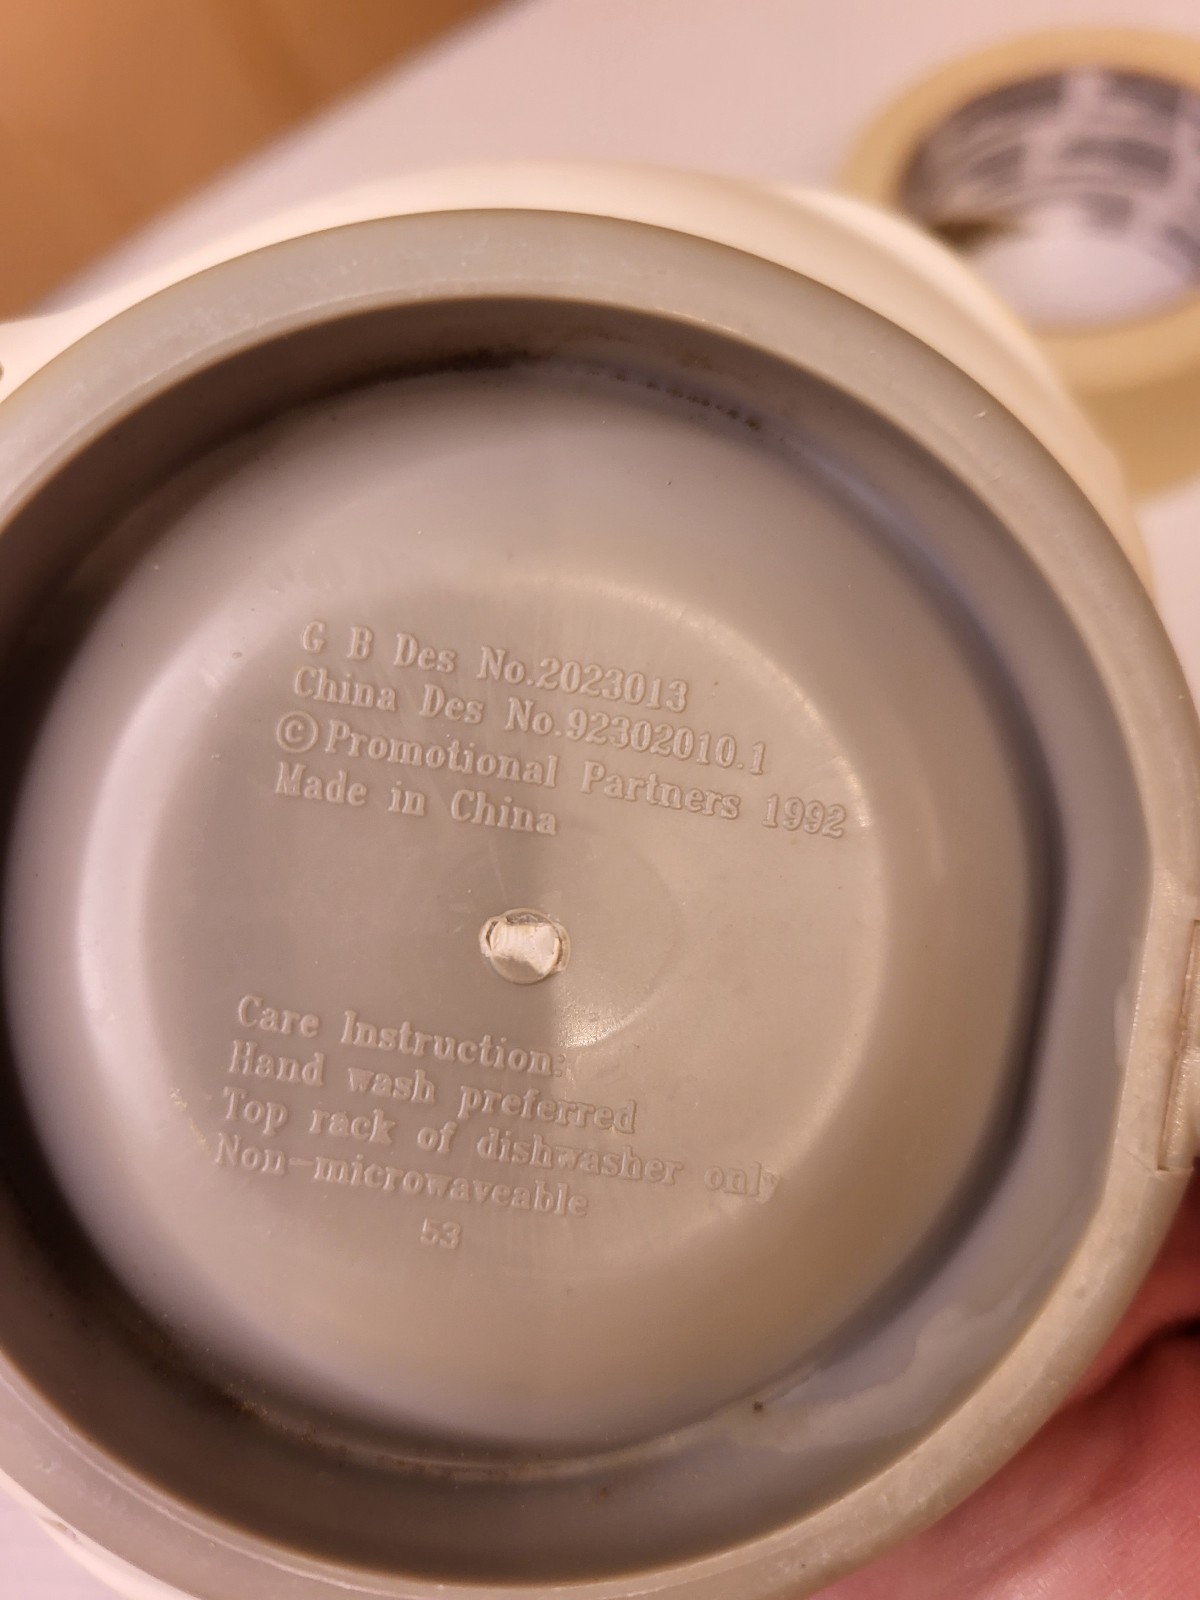 G B Des No.2023013
China Des No.92302010.1
©Promotional Partners 1992
Made in China
Care Instruction:
Hand wash preferred
Top rack of dishwasher only
Non-microwaveable
53